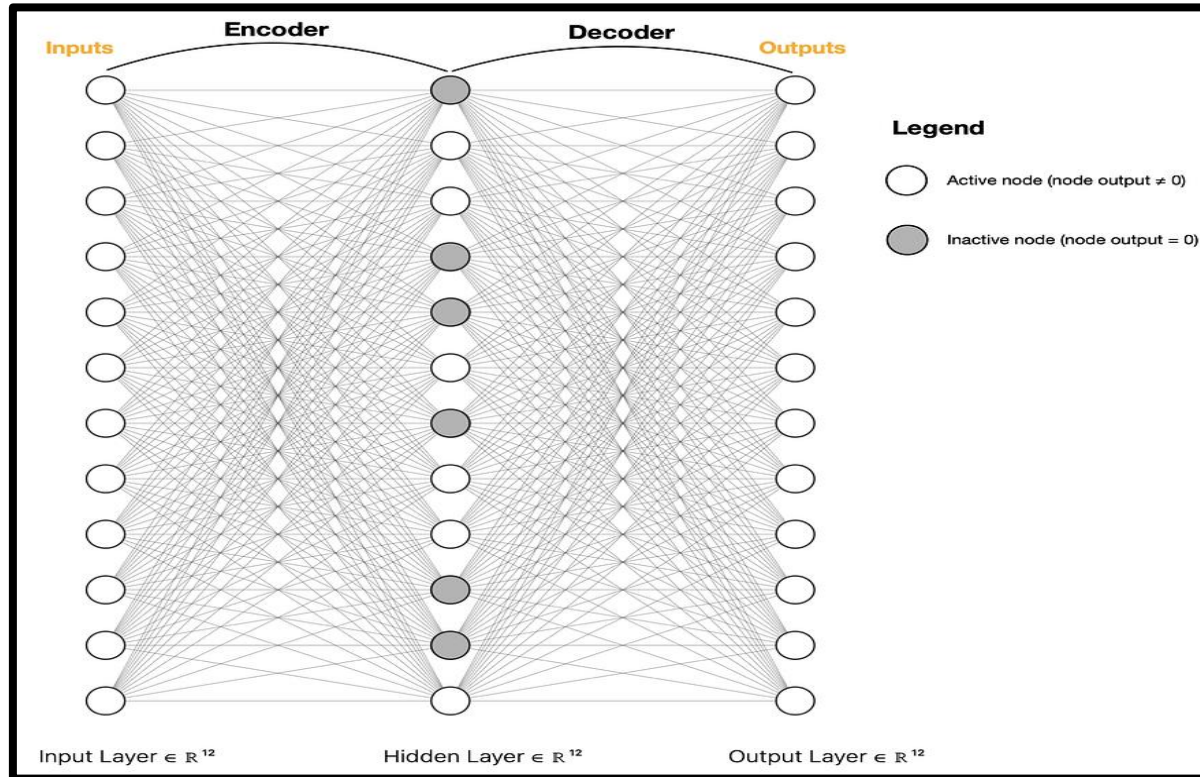 Encoder
Decoder
Inputs
Outputs
Legend
Active node (node output ≠ 0)
Inactive node (node output = 0)
Input Layer ∈ ℝ¹²
Hidden Layer ∈ ℝ¹²
Output Layer ∈ ℝ¹²